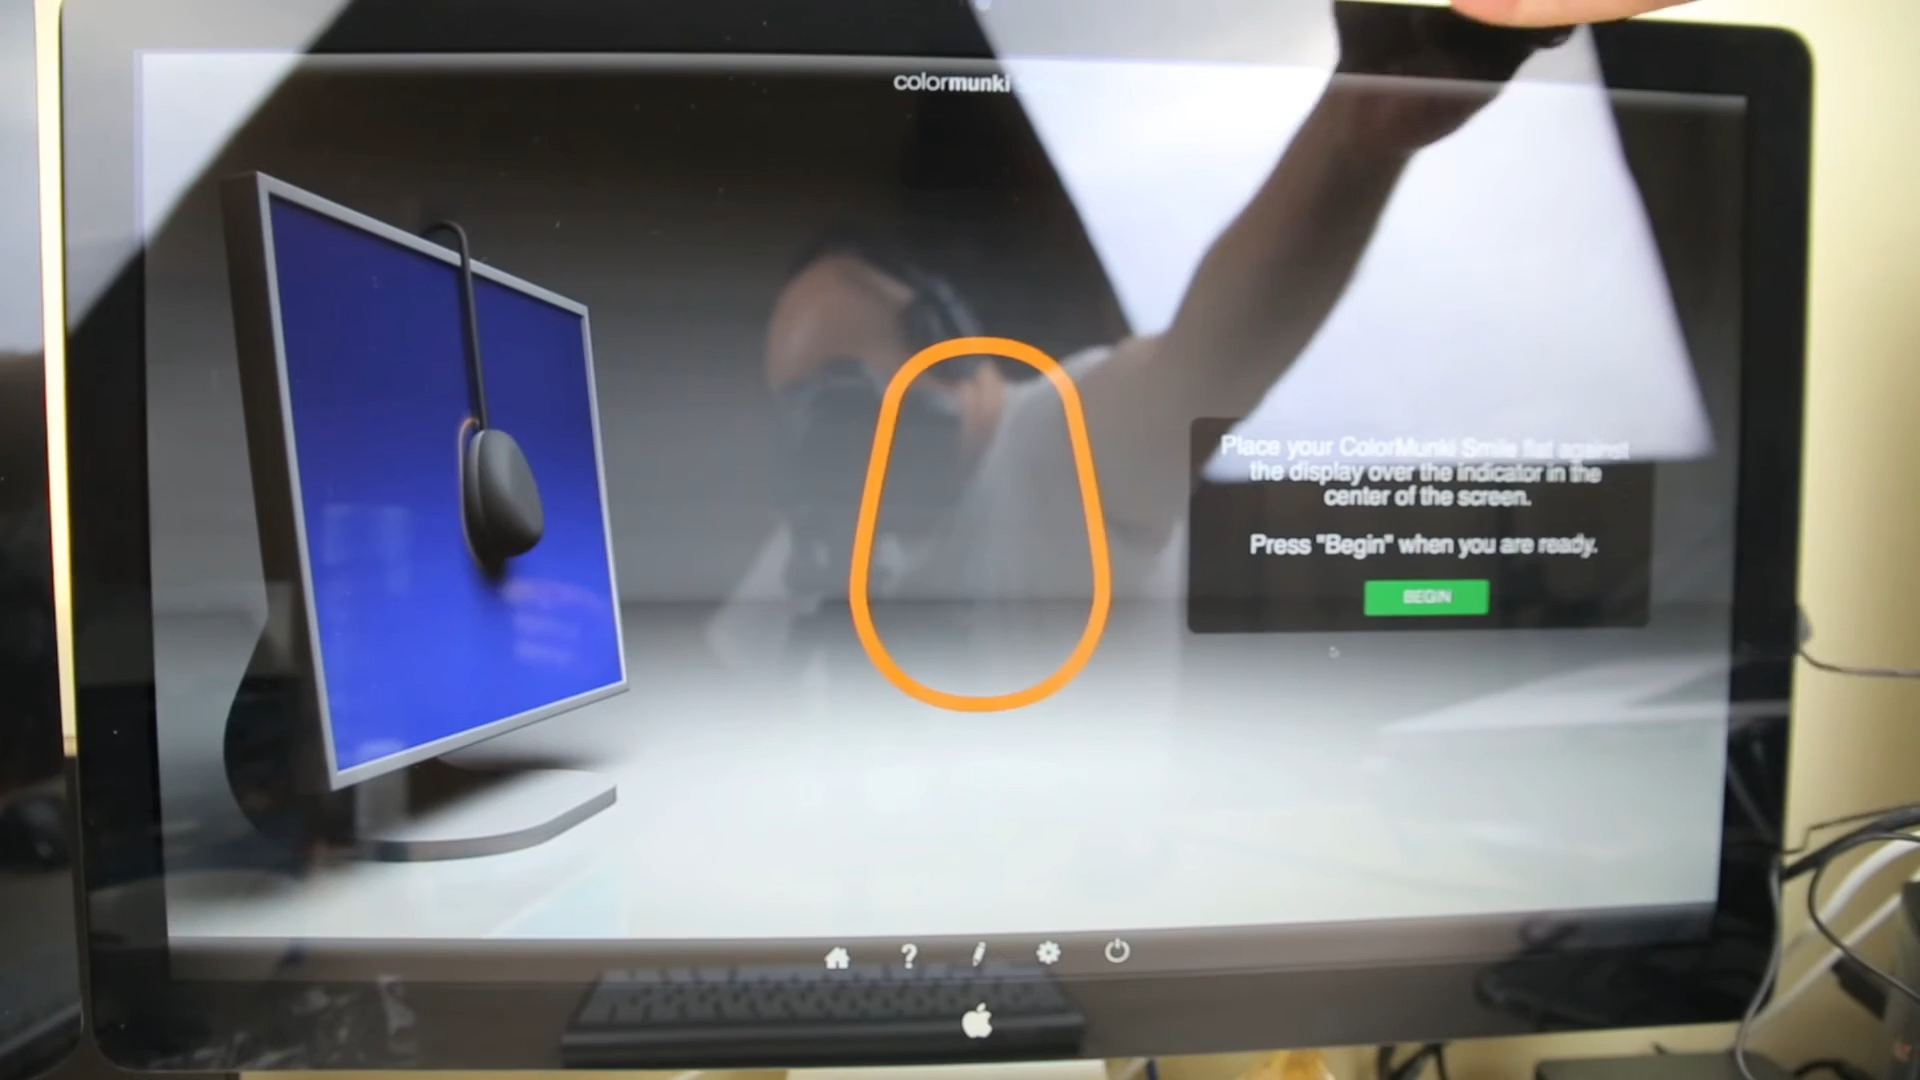 colormunki
Place your ColorMunki Smile flat against
the display over the indicator in the
center of the screen.
Press "Begin" when you are ready.
BEGIN
?